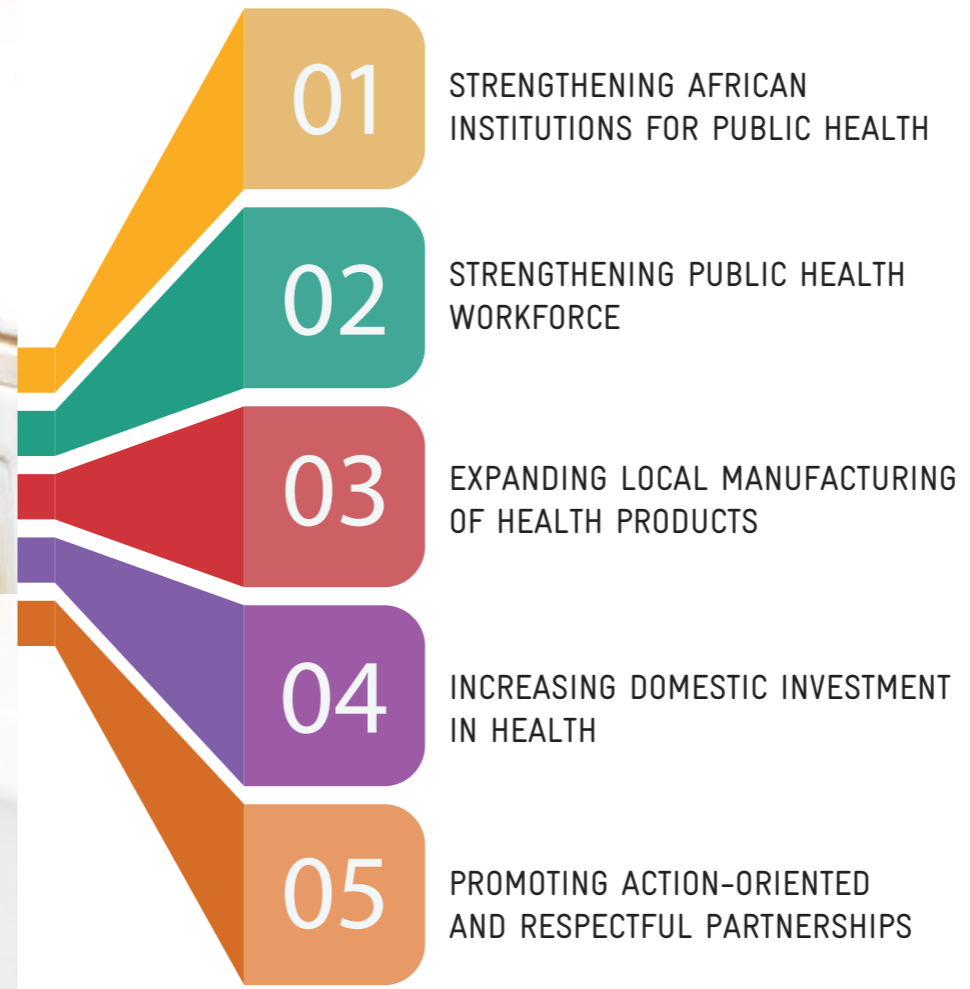 01
STRENGTHENING AFRICAN
INSTITUTIONS FOR PUBLIC HEALTH
02
STRENGTHENING PUBLIC HEALTH
WORKFORCE
03
EXPANDING LOCAL MANUFACTURING
OF HEALTH PRODUCTS
04
INCREASING DOMESTIC INVESTMENT
IN HEALTH
05
PROMOTING ACTION-ORIENTED
AND RESPECTFUL PARTNERSHIPS